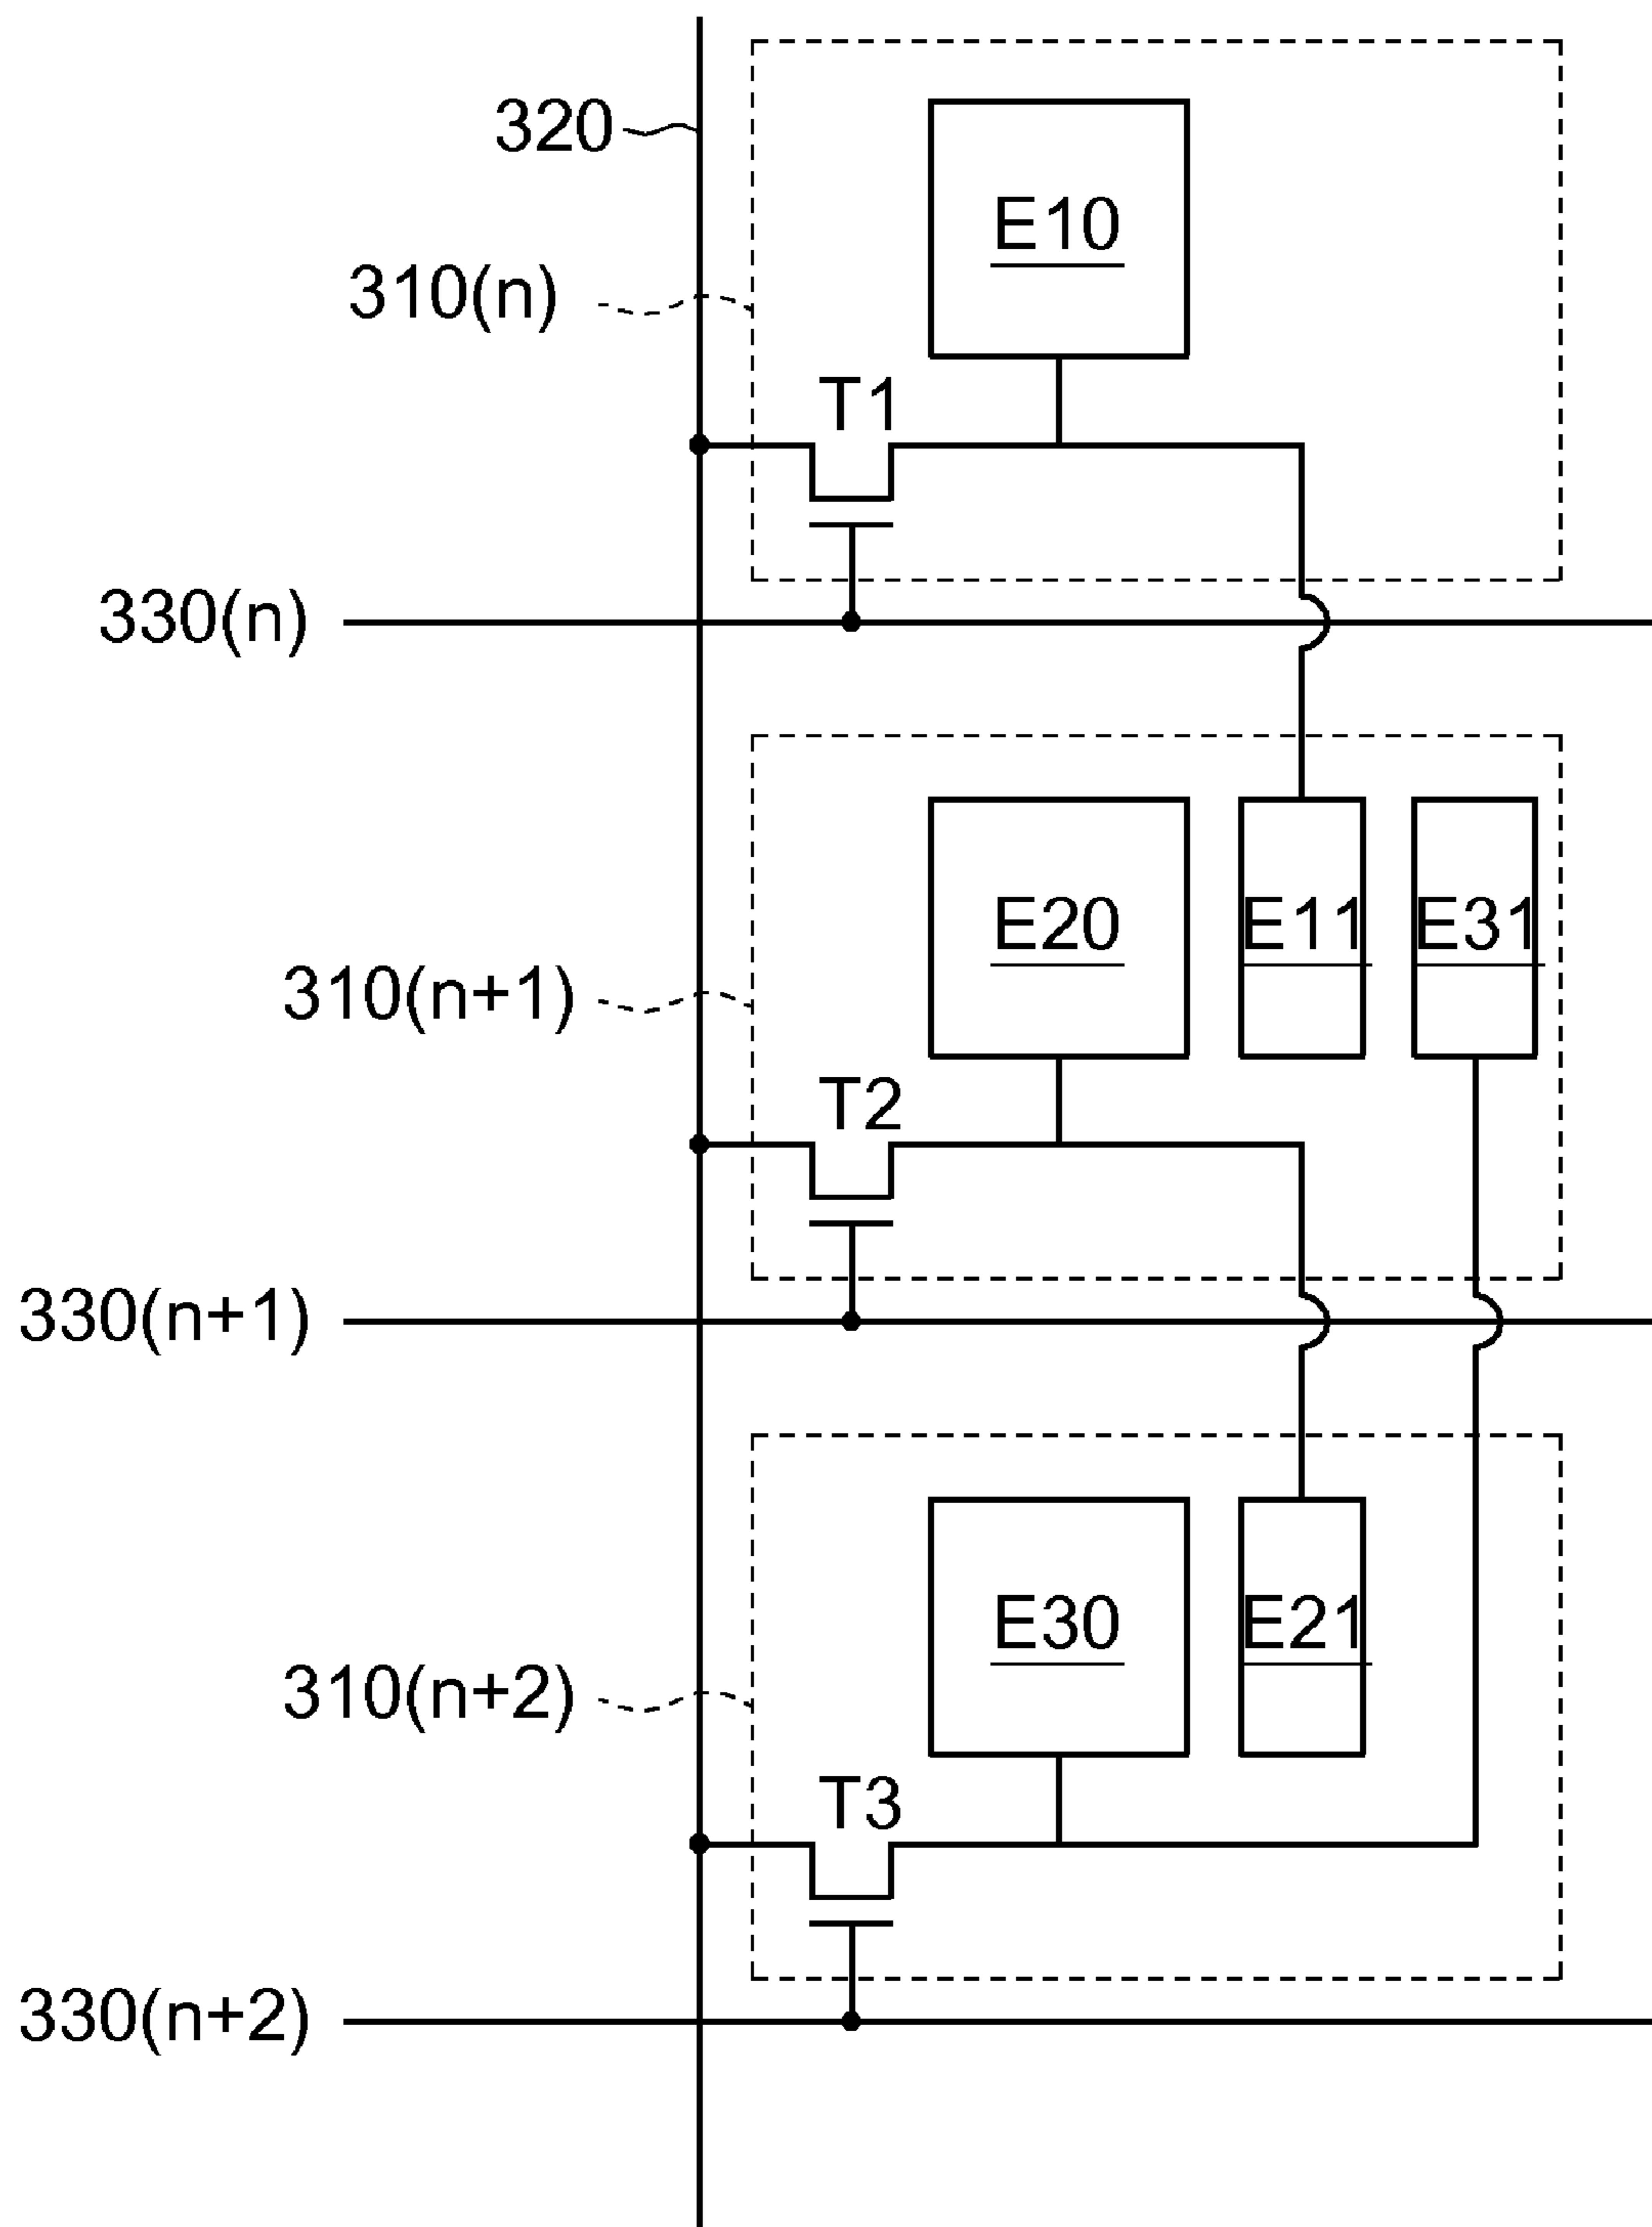 320
E10
310(n)
T1
330(n)
E20
E11
E31
310(n+1)
T2
330(n+1)
E30
E21
310(n+2)
T3
330(n+2)